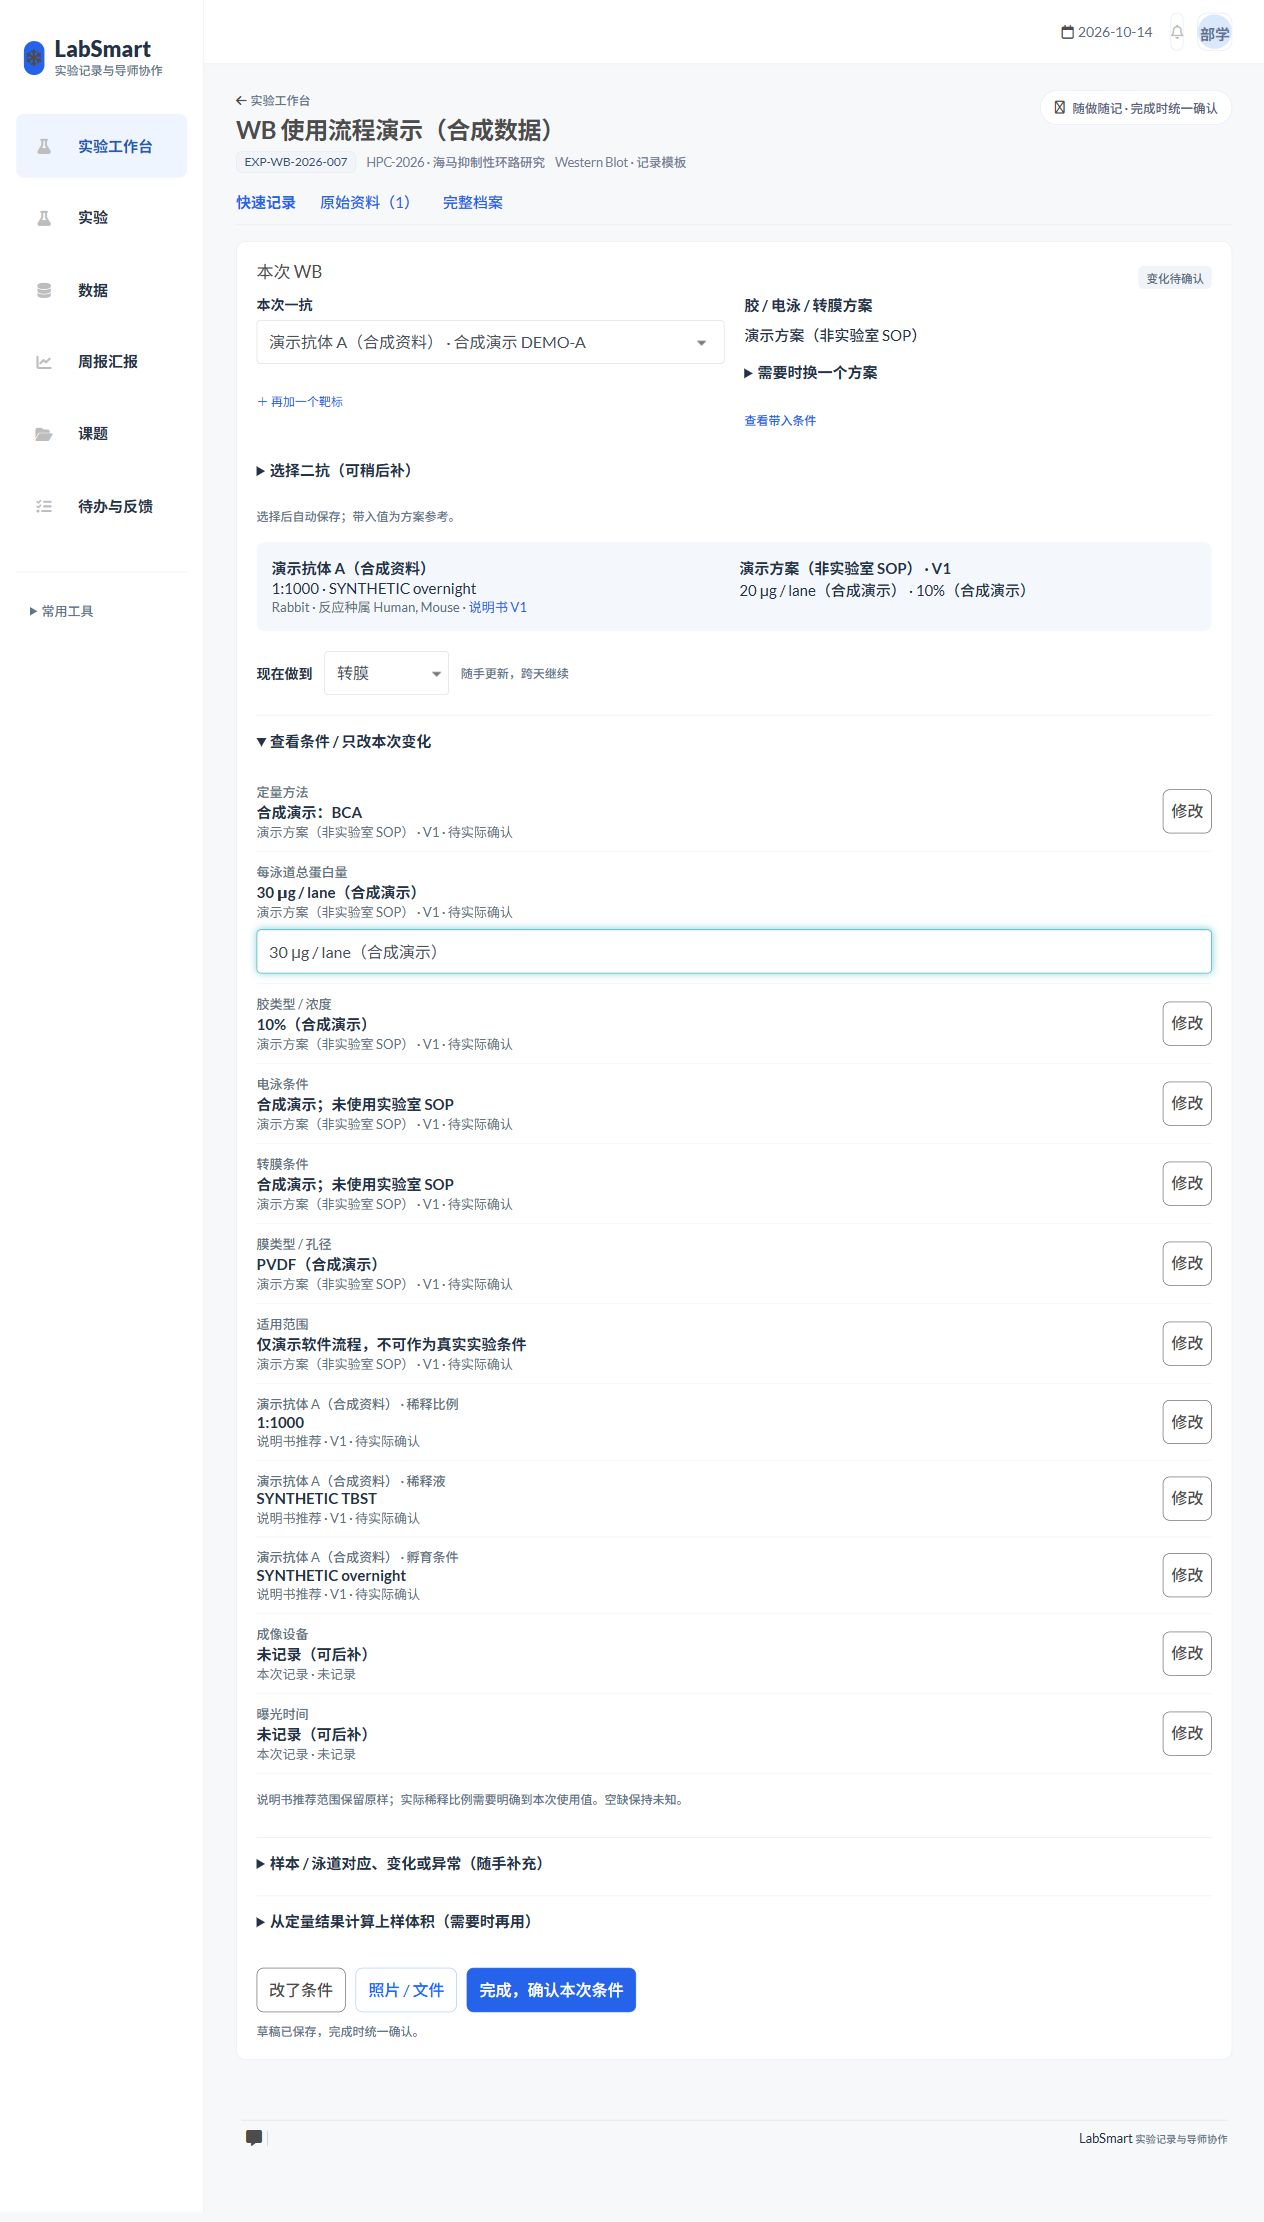 LabSmart
实验记录与导师协作
实验工作台
实验
数据
周报汇报
课题
待办与反馈
常用工具
2026-10-14
部学
← 实验工作台
WB 使用流程演示（合成数据）
随做随记 · 完成时统一确认
EXP-WB-2026-007 HPC-2026 · 海马抑制性环路研究 Western Blot · 记录模板
快速记录 原始资料（1） 完整档案
本次 WB
变化待确认
本次一抗
演示抗体 A（合成资料） · 合成演示 DEMO-A
＋ 再加一个靶标
胶 / 电泳 / 转膜方案
演示方案（非实验室 SOP）
▶ 需要时换一个方案
查看带入条件
▶ 选择二抗（可稍后补）
选择后自动保存；带入值为方案参考。
演示抗体 A（合成资料）
1:1000 · SYNTHETIC overnight
Rabbit · 反应种属 Human, Mouse · 说明书 V1
演示方案（非实验室 SOP） · V1
20 µg / lane（合成演示） · 10%（合成演示）
现在做到 转膜 随手更新，跨天继续
▼ 查看条件 / 只改本次变化
定量方法
合成演示：BCA
演示方案（非实验室 SOP） · V1 · 待实际确认
修改
每泳道总蛋白量
30 µg / lane（合成演示）
演示方案（非实验室 SOP） · V1 · 待实际确认
30 µg / lane（合成演示）
胶类型 / 浓度
10%（合成演示）
演示方案（非实验室 SOP） · V1 · 待实际确认
修改
电泳条件
合成演示；未使用实验室 SOP
演示方案（非实验室 SOP） · V1 · 待实际确认
修改
转膜条件
合成演示；未使用实验室 SOP
演示方案（非实验室 SOP） · V1 · 待实际确认
修改
膜类型 / 孔径
PVDF（合成演示）
演示方案（非实验室 SOP） · V1 · 待实际确认
修改
适用范围
仅演示软件流程，不可作为真实实验条件
演示方案（非实验室 SOP） · V1 · 待实际确认
修改
演示抗体 A（合成资料） · 稀释比例
1:1000
说明书推荐 · V1 · 待实际确认
修改
演示抗体 A（合成资料） · 稀释液
SYNTHETIC TBST
说明书推荐 · V1 · 待实际确认
修改
演示抗体 A（合成资料） · 孵育条件
SYNTHETIC overnight
说明书推荐 · V1 · 待实际确认
修改
成像设备
未记录（可后补）
本次记录 · 未记录
修改
曝光时间
未记录（可后补）
本次记录 · 未记录
修改
说明书推荐范围保留原样；实际稀释比例需要明确到本次使用值。空缺保持未知。
▶ 样本 / 泳道对应、变化或异常（随手补充）
▶ 从定量结果计算上样体积（需要时再用）
改了条件 照片 / 文件 完成，确认本次条件
草稿已保存，完成时统一确认。
LabSmart 实验记录与导师协作